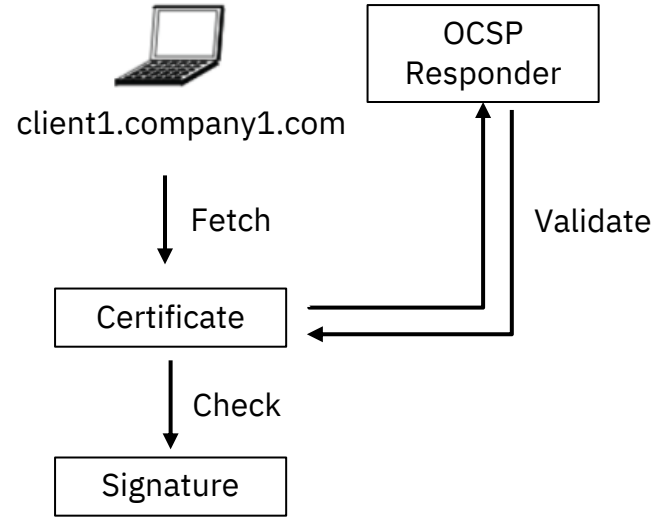 OCSP
Responder
client1.company1.com
Fetch
Validate
Certificate
Check
Signature